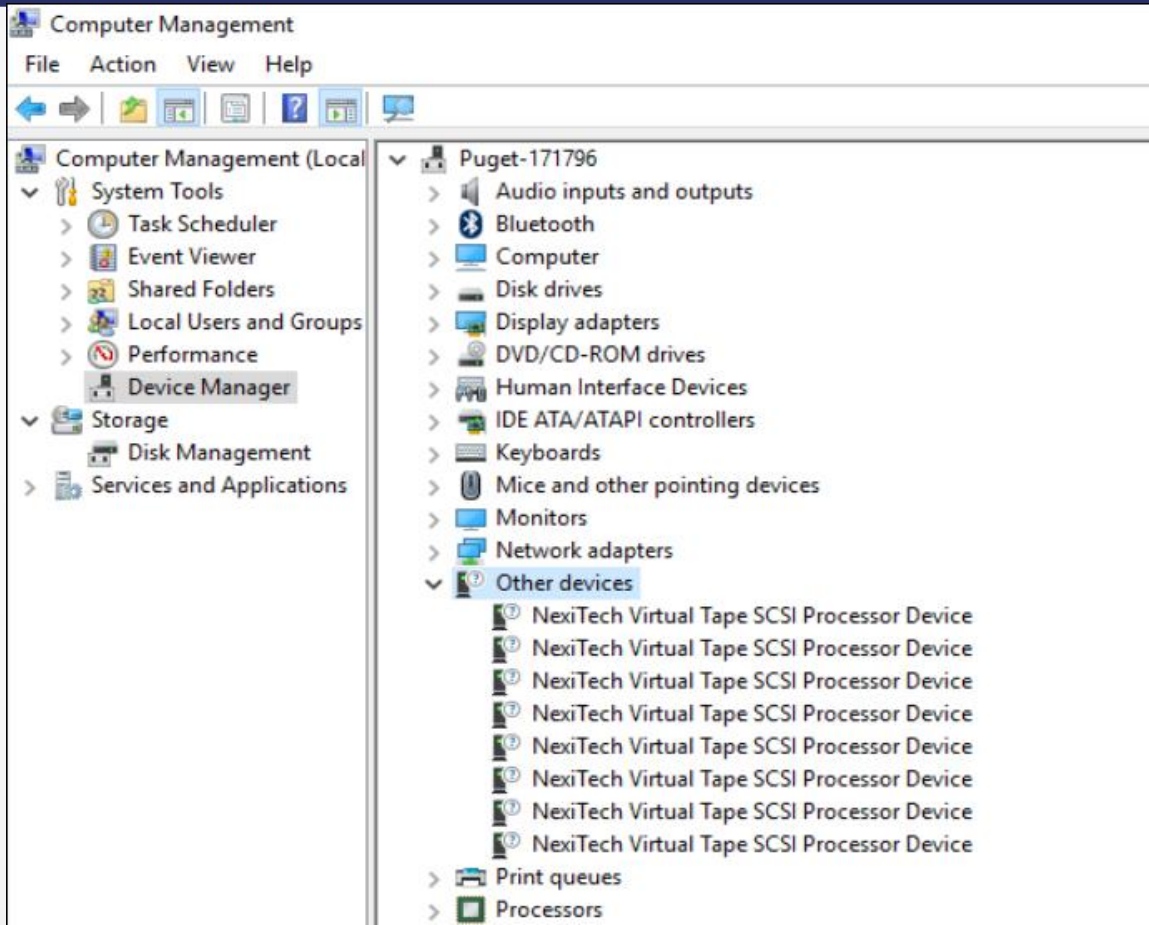 Computer Management
File Action View Help
Computer Management (Local
System Tools
Task Scheduler
Event Viewer
Shared Folders
Local Users and Groups
Performance
Device Manager
Storage
Disk Management
Services and Applications
Puget-171796
Audio inputs and outputs
Bluetooth
Computer
Disk drives
Display adapters
DVD/CD-ROM drives
Human Interface Devices
IDE ATA/ATAPI controllers
Keyboards
Mice and other pointing devices
Monitors
Network adapters
Other devices
NexiTech Virtual Tape SCSI Processor Device
NexiTech Virtual Tape SCSI Processor Device
NexiTech Virtual Tape SCSI Processor Device
NexiTech Virtual Tape SCSI Processor Device
NexiTech Virtual Tape SCSI Processor Device
NexiTech Virtual Tape SCSI Processor Device
NexiTech Virtual Tape SCSI Processor Device
NexiTech Virtual Tape SCSI Processor Device
Print queues
Processors